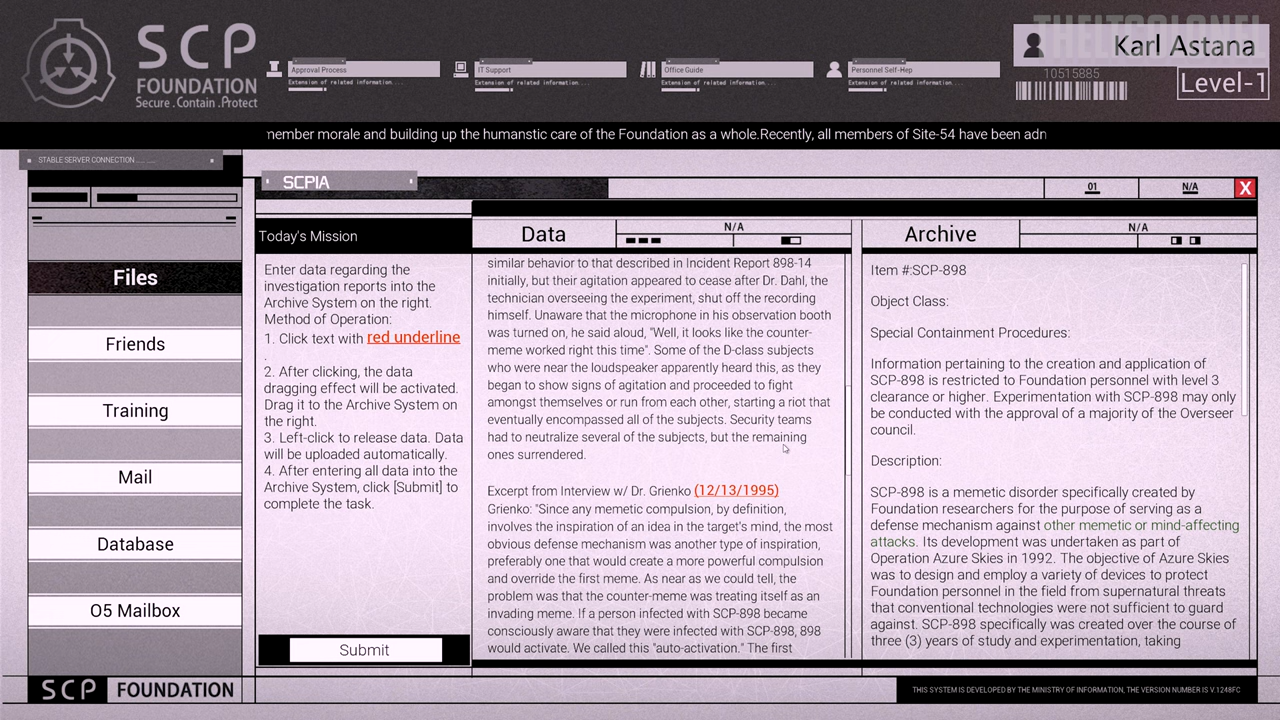 SCP
FOUNDATION
Secure .Contain .Protect
Approval Process
Extension of related information...
IT Support
Extension of related information...
Office Guide
Extension of related information...
Personnel Self-Hep
Extension of related information...
THELTCOLONEL
Karl Astana
10515885
Level-1
member morale and building up the humanstic care of the Foundation as a whole.Recently, all members of Site-54 have been adn
STABLE SERVER CONNECTION ........
SCPIA
01
N/A
X
Today's Mission
Enter data regarding the
investigation reports into the
Archive System on the right.
Method of Operation:
1. Click text with red underline
.
2. After clicking, the data
dragging effect will be activated.
Drag it to the Archive System on
the right.
3. Left-click to release data. Data
will be uploaded automatically.
4. After entering all data into the
Archive System, click [Submit] to
complete the task.
Submit
Files
Friends
Training
Mail
Database
O5 Mailbox
Data
N/A
similar behavior to that described in Incident Report 898-14
initially, but their agitation appeared to cease after Dr. Dahl, the
technician overseeing the experiment, shut off the recording
himself. Unaware that the microphone in his observation booth
was turned on, he said aloud, "Well, it looks like the counter-
meme worked right this time". Some of the D-class subjects
who were near the loudspeaker apparently heard this, as they
began to show signs of agitation and proceeded to fight
amongst themselves or run from each other, starting a riot that
eventually encompassed all of the subjects. Security teams
had to neutralize several of the subjects, but the remaining
ones surrendered.
Excerpt from Interview w/ Dr. Grienko (12/13/1995)
Grienko: "Since any memetic compulsion, by definition,
involves the inspiration of an idea in the target's mind, the most
obvious defense mechanism was another type of inspiration,
preferably one that would create a more powerful compulsion
and override the first meme. As near as we could tell, the
problem was that the counter-meme was treating itself as an
invading meme. If a person infected with SCP-898 became
consciously aware that they were infected with SCP-898, 898
would activate. We called this "auto-activation." The first
Archive
N/A
Item #:SCP-898
Object Class:
Special Containment Procedures:
Information pertaining to the creation and application of
SCP-898 is restricted to Foundation personnel with level 3
clearance or higher. Experimentation with SCP-898 may only
be conducted with the approval of a majority of the Overseer
council.
Description:
SCP-898 is a memetic disorder specifically created by
Foundation researchers for the purpose of serving as a
defense mechanism against other memetic or mind-affecting
attacks. Its development was undertaken as part of
Operation Azure Skies in 1992. The objective of Azure Skies
was to design and employ a variety of devices to protect
Foundation personnel in the field from supernatural threats
that conventional technologies were not sufficient to guard
against. SCP-898 specifically was created over the course of
three (3) years of study and experimentation, taking
SCP FOUNDATION
THIS SYSTEM IS DEVELOPED BY THE MINISTRY OF INFORMATION, THE VERSION NUMBER IS V.1248FC